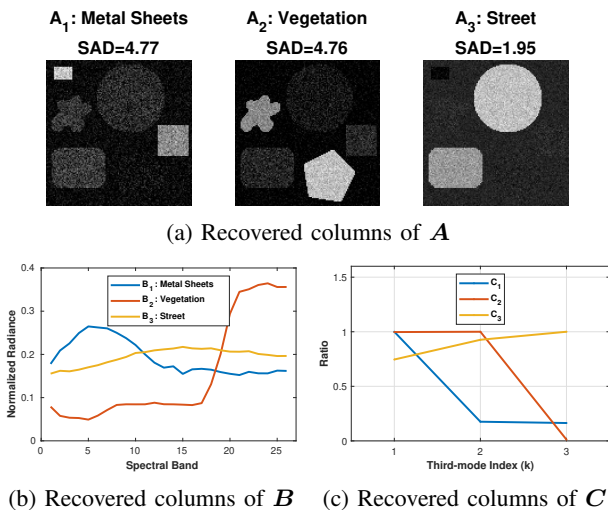 A1: Metal Sheets
SAD=4.77
A2: Vegetation
SAD=4.76
A3: Street
SAD=1.95
(a) Recovered columns of A
0.4
0.3
0.2
0.1
0
Normalized Radiance
B1: Metal Sheets
B2: Vegetation
B3: Street
0 5 10 15 20 25
Spectral Band
(b) Recovered columns of B
1.5
1
0.5
0
Ratio
C1
C2
C3
1 2 3
Third-mode Index (k)
(c) Recovered columns of C